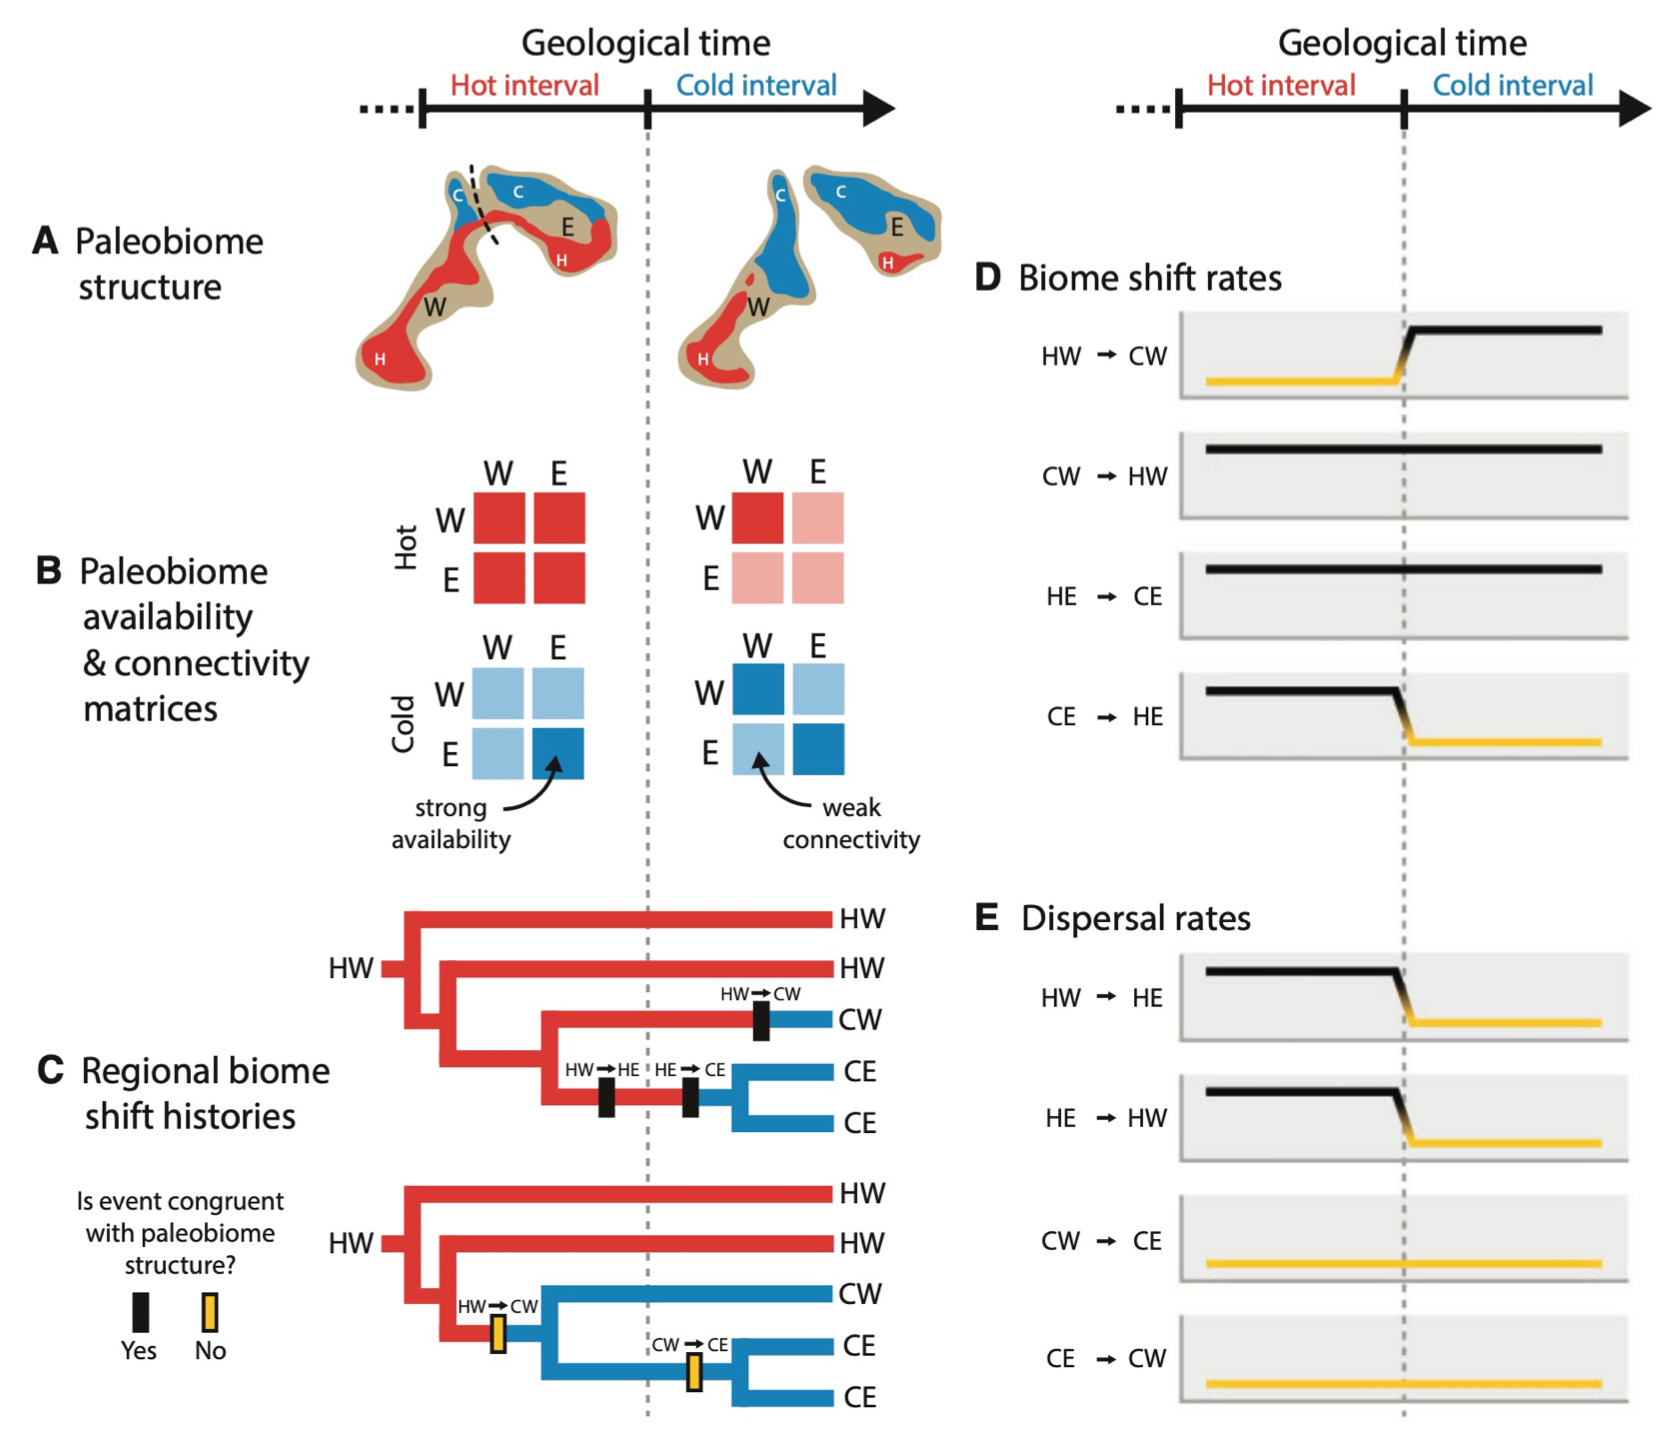 Geological time
Hot interval
Cold interval
A Paleobiome
structure
C
C
E
H
W
H
C
C
E
H
W
H
B Paleobiome
availability
& connectivity
matrices
W E
Hot
W
E
W E
W
E
W E
Cold
W
E
W E
W
E
strong
availability
weak
connectivity
C Regional biome
shift histories
HW
HW
HW
HW → CW
CW
HW → HE
HE → CE
CE
CE
Is event congruent
with paleobiome
structure?
Yes
No
HW
HW
HW
HW → CW
CW
CW → CE
CE
CE
Geological time
Hot interval
Cold interval
D Biome shift rates
HW → CW
CW → HW
HE → CE
CE → HE
E Dispersal rates
HW → HE
HE → HW
CW → CE
CE → CW